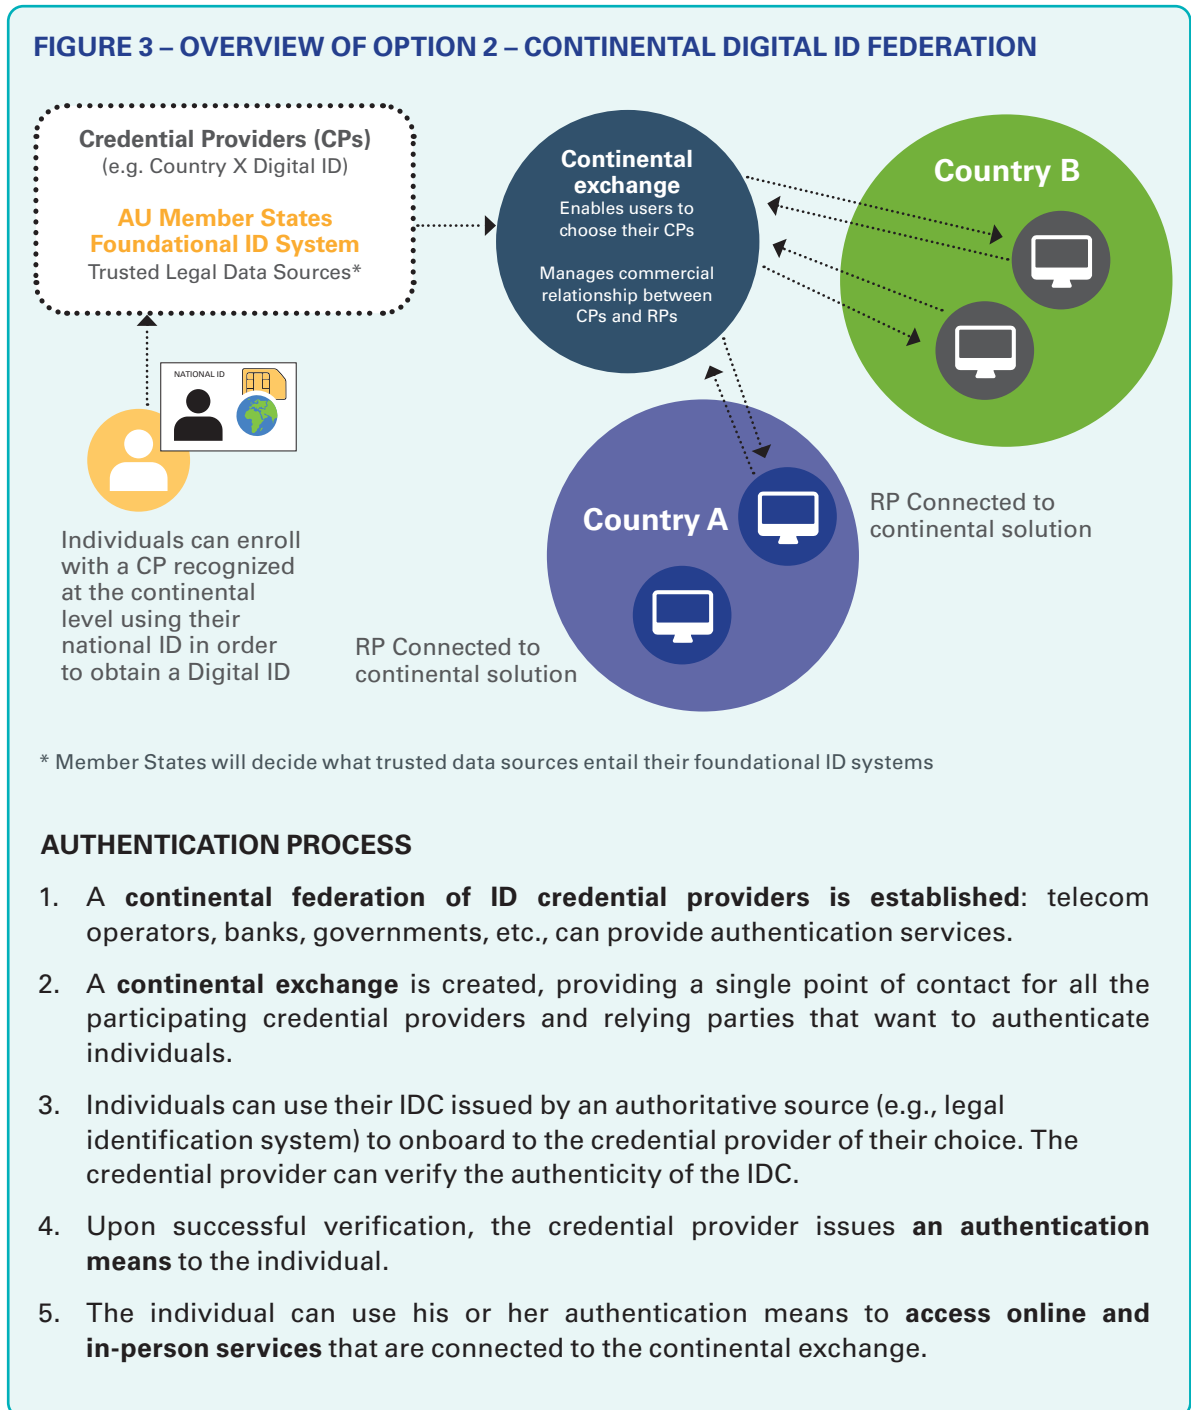 FIGURE 3 – OVERVIEW OF OPTION 2 – CONTINENTAL DIGITAL ID FEDERATION
Credential Providers (CPs)
(e.g. Country X Digital ID)
AU Member States
Foundational ID System
Trusted Legal Data Sources*
Continental
exchange
Enables users to
choose their CPs
Manages commercial
relationship between
CPs and RPs
Country B
NATIONAL ID
Individuals can enroll
with a CP recognized
at the continental
level using their
national ID in order
to obtain a Digital ID
Country A
RP Connected to
continental solution
RP Connected to
continental solution
* Member States will decide what trusted data sources entail their foundational ID systems
AUTHENTICATION PROCESS
1. A continental federation of ID credential providers is established: telecom
operators, banks, governments, etc., can provide authentication services.
2. A continental exchange is created, providing a single point of contact for all the
participating credential providers and relying parties that want to authenticate
individuals.
3. Individuals can use their IDC issued by an authoritative source (e.g., legal
identification system) to onboard to the credential provider of their choice. The
credential provider can verify the authenticity of the IDC.
4. Upon successful verification, the credential provider issues an authentication
means to the individual.
5. The individual can use his or her authentication means to access online and
in-person services that are connected to the continental exchange.